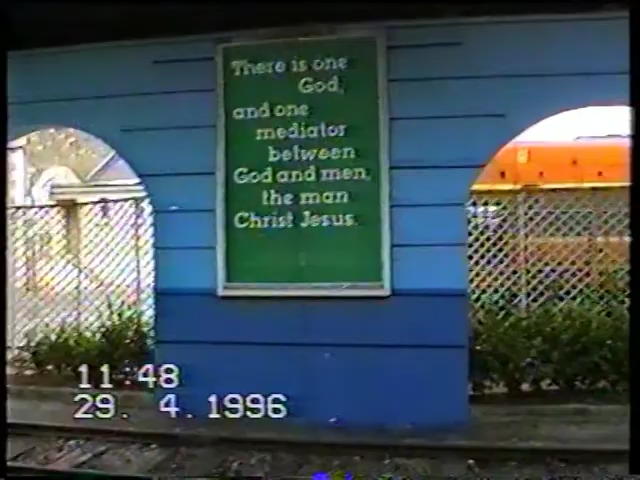 There is one
God,
and one
mediator
between
God and men,
the man
Christ Jesus.
11:48
29. 4.1996